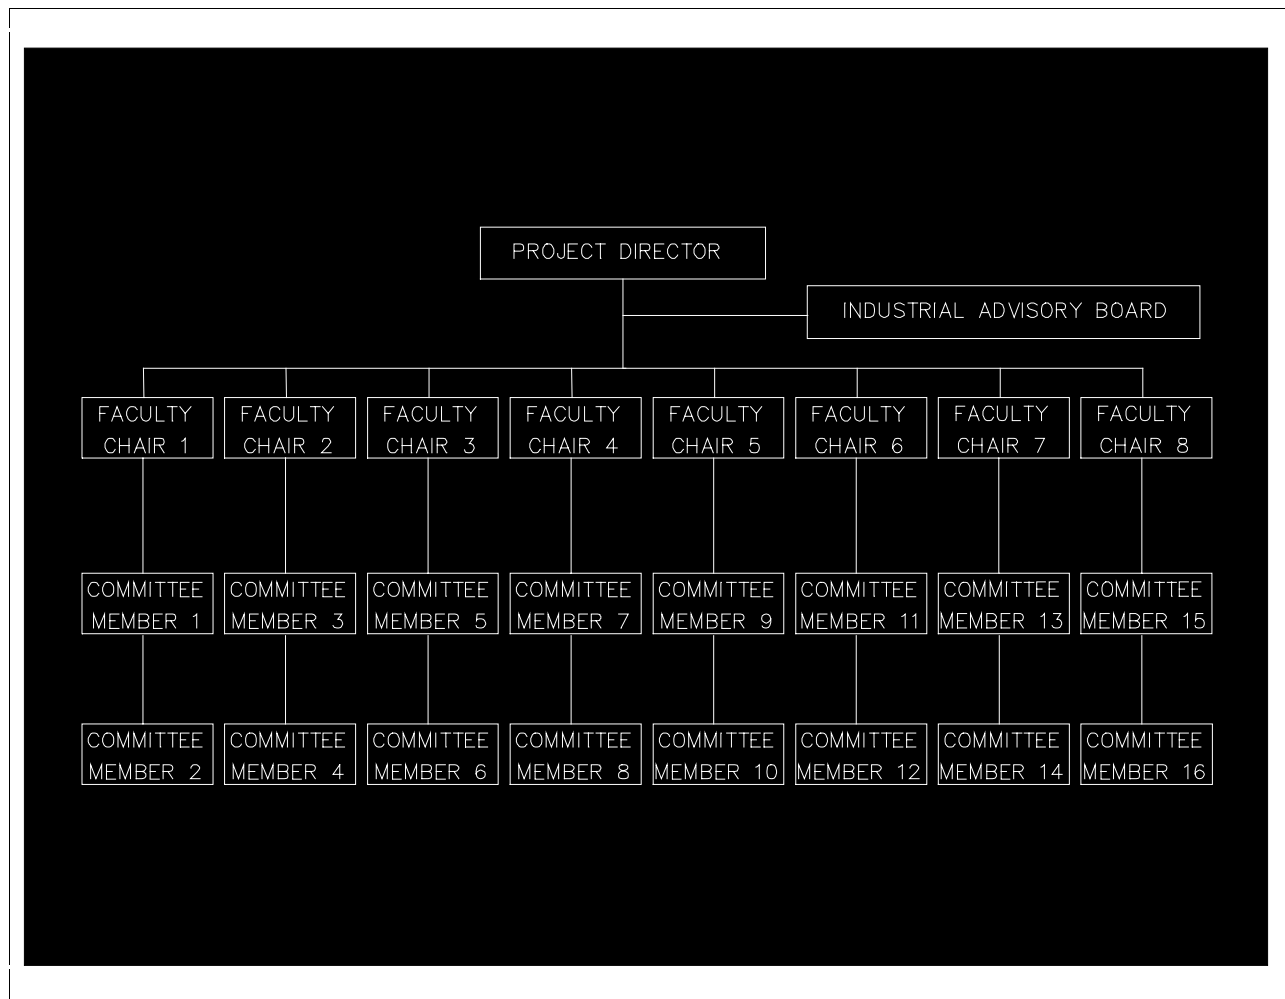 PROJECT DIRECTOR
INDUSTRIAL ADVISORY BOARD
FACULTY
CHAIR 1
FACULTY
CHAIR 2
FACULTY
CHAIR 3
FACULTY
CHAIR 4
FACULTY
CHAIR 5
FACULTY
CHAIR 6
FACULTY
CHAIR 7
FACULTY
CHAIR 8
COMMITTEE
MEMBER 1
COMMITTEE
MEMBER 3
COMMITTEE
MEMBER 5
COMMITTEE
MEMBER 7
COMMITTEE
MEMBER 9
COMMITTEE
MEMBER 11
COMMITTEE
MEMBER 13
COMMITTEE
MEMBER 15
COMMITTEE
MEMBER 2
COMMITTEE
MEMBER 4
COMMITTEE
MEMBER 6
COMMITTEE
MEMBER 8
COMMITTEE
MEMBER 10
COMMITTEE
MEMBER 12
COMMITTEE
MEMBER 14
COMMITTEE
MEMBER 16